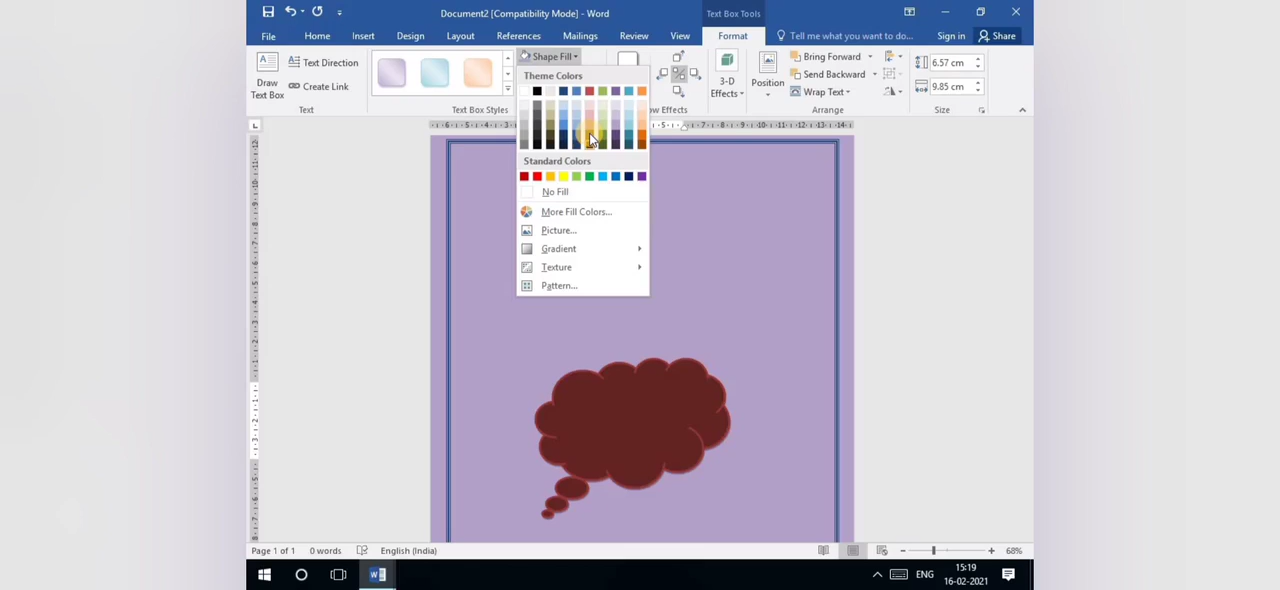 Document2 [Compatibility Mode] - Word
Text Box Tools
File
Home
Insert
Design
Layout
References
Mailings
Review
View
Format
Tell me what you want to do...
Sign in
Share
Draw
Text Box
Text Direction
Create Link
Text
Text Box Styles
Shape Fill
3-D
Effects
Position
Bring Forward
Send Backward
Wrap Text
Arrange
6.57 cm
9.85 cm
Size
Theme Colors
Standard Colors
No Fill
More Fill Colors...
Picture...
Gradient
Texture
Pattern...
Page 1 of 1
0 words
English (India)
68%
ENG
15:19
16-02-2021